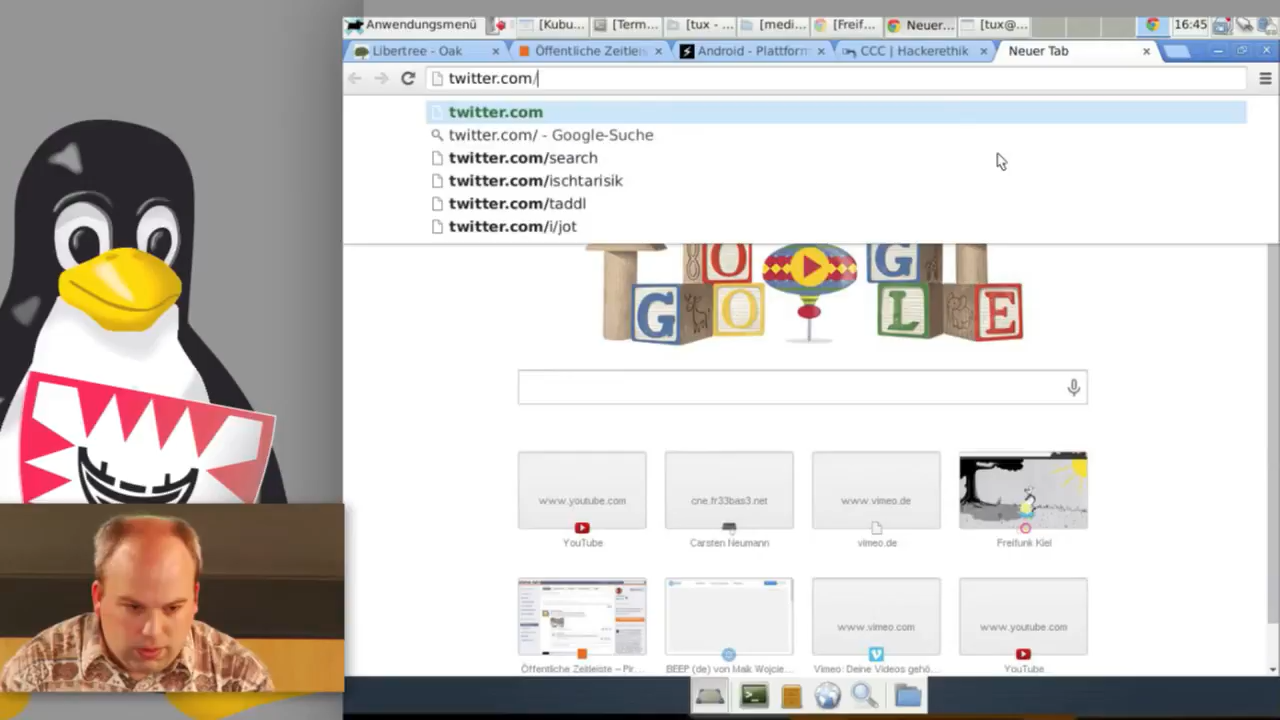 Anwendungsmenü [Kubu... [Term... [tux - ... [medi... [Freif... Neuer... [tux@... 16:45
Libertree - Oak Öffentliche Zeitleis Android - Plattform CCC | Hackerethik Neuer Tab
twitter.com/
twitter.com
twitter.com/ - Google-Suche
twitter.com/search
twitter.com/ischtarisik
twitter.com/taddl
twitter.com/i/jot
O G
G O L E
www.youtube.com cne.fr33bas3.net www.vimeo.de
YouTube Carsten Neumann vimeo.de Freifunk Kiel
www.vimeo.com www.youtube.com
Öffentliche Zeitleiste – Pir... BEEP (de) von Maik Wojcie... Vimeo: Deine Videos gehö... YouTube